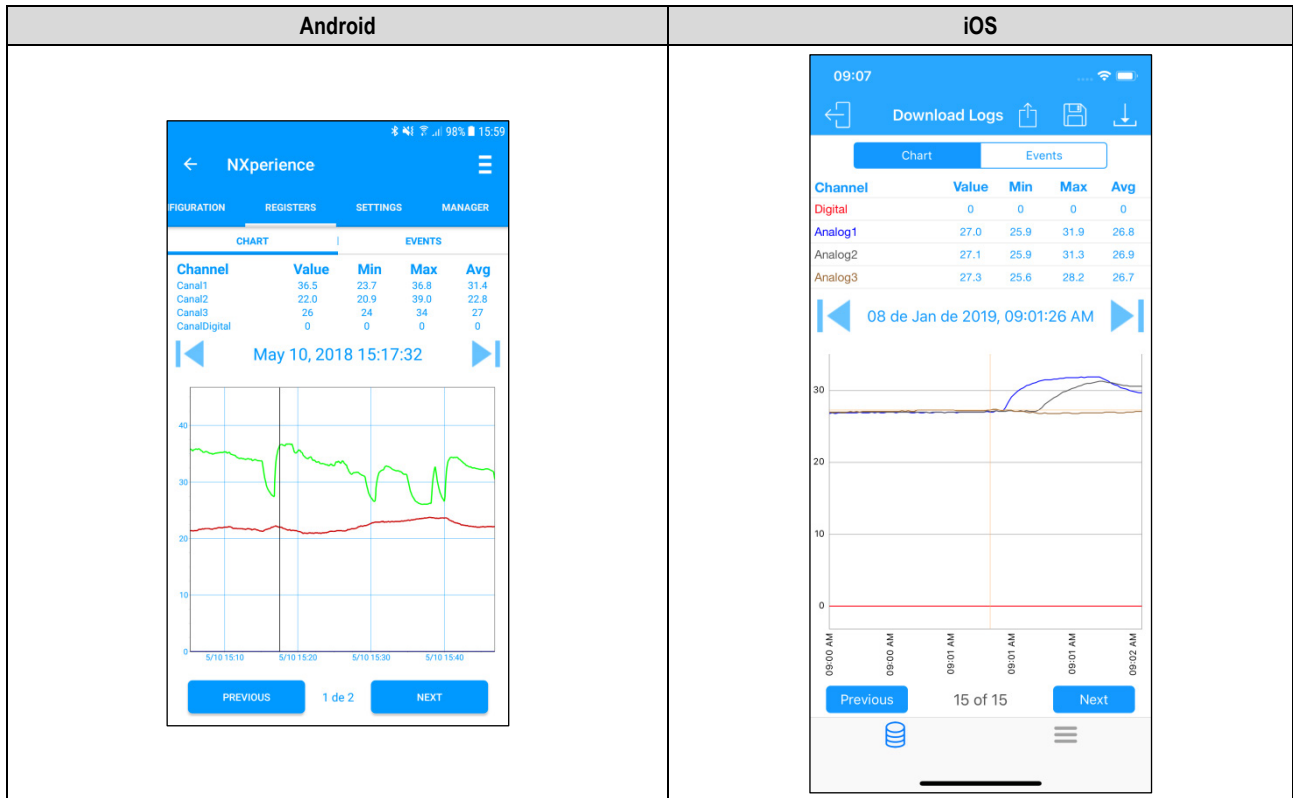 Android
iOS
98% 15:59
NXperience
FIGURATION REGISTERS SETTINGS MANAGER
CHART EVENTS
Channel Value Min Max Avg
Canal1 36.5 23.7 36.8 31.4
Canal2 22.0 20.9 39.0 22.8
Canal3 26 24 34 27
CanalDigital 0 0 0 0
May 10, 2018 15:17:32
40
30
20
10
0
5/10 15:10 5/10 15:20 5/10 15:30 5/10 15:40
PREVIOUS 1 de 2 NEXT
09:07
Download Logs
Chart Events
Channel Value Min Max Avg
Digital 0 0 0 0
Analog1 27.0 25.9 31.9 26.8
Analog2 27.1 25.9 31.3 26.9
Analog3 27.3 25.6 28.2 26.7
08 de Jan de 2019, 09:01:26 AM
30
20
10
0
09:00 AM
09:00 AM
09:01 AM
09:01 AM
09:01 AM
09:02 AM
Previous 15 of 15 Next